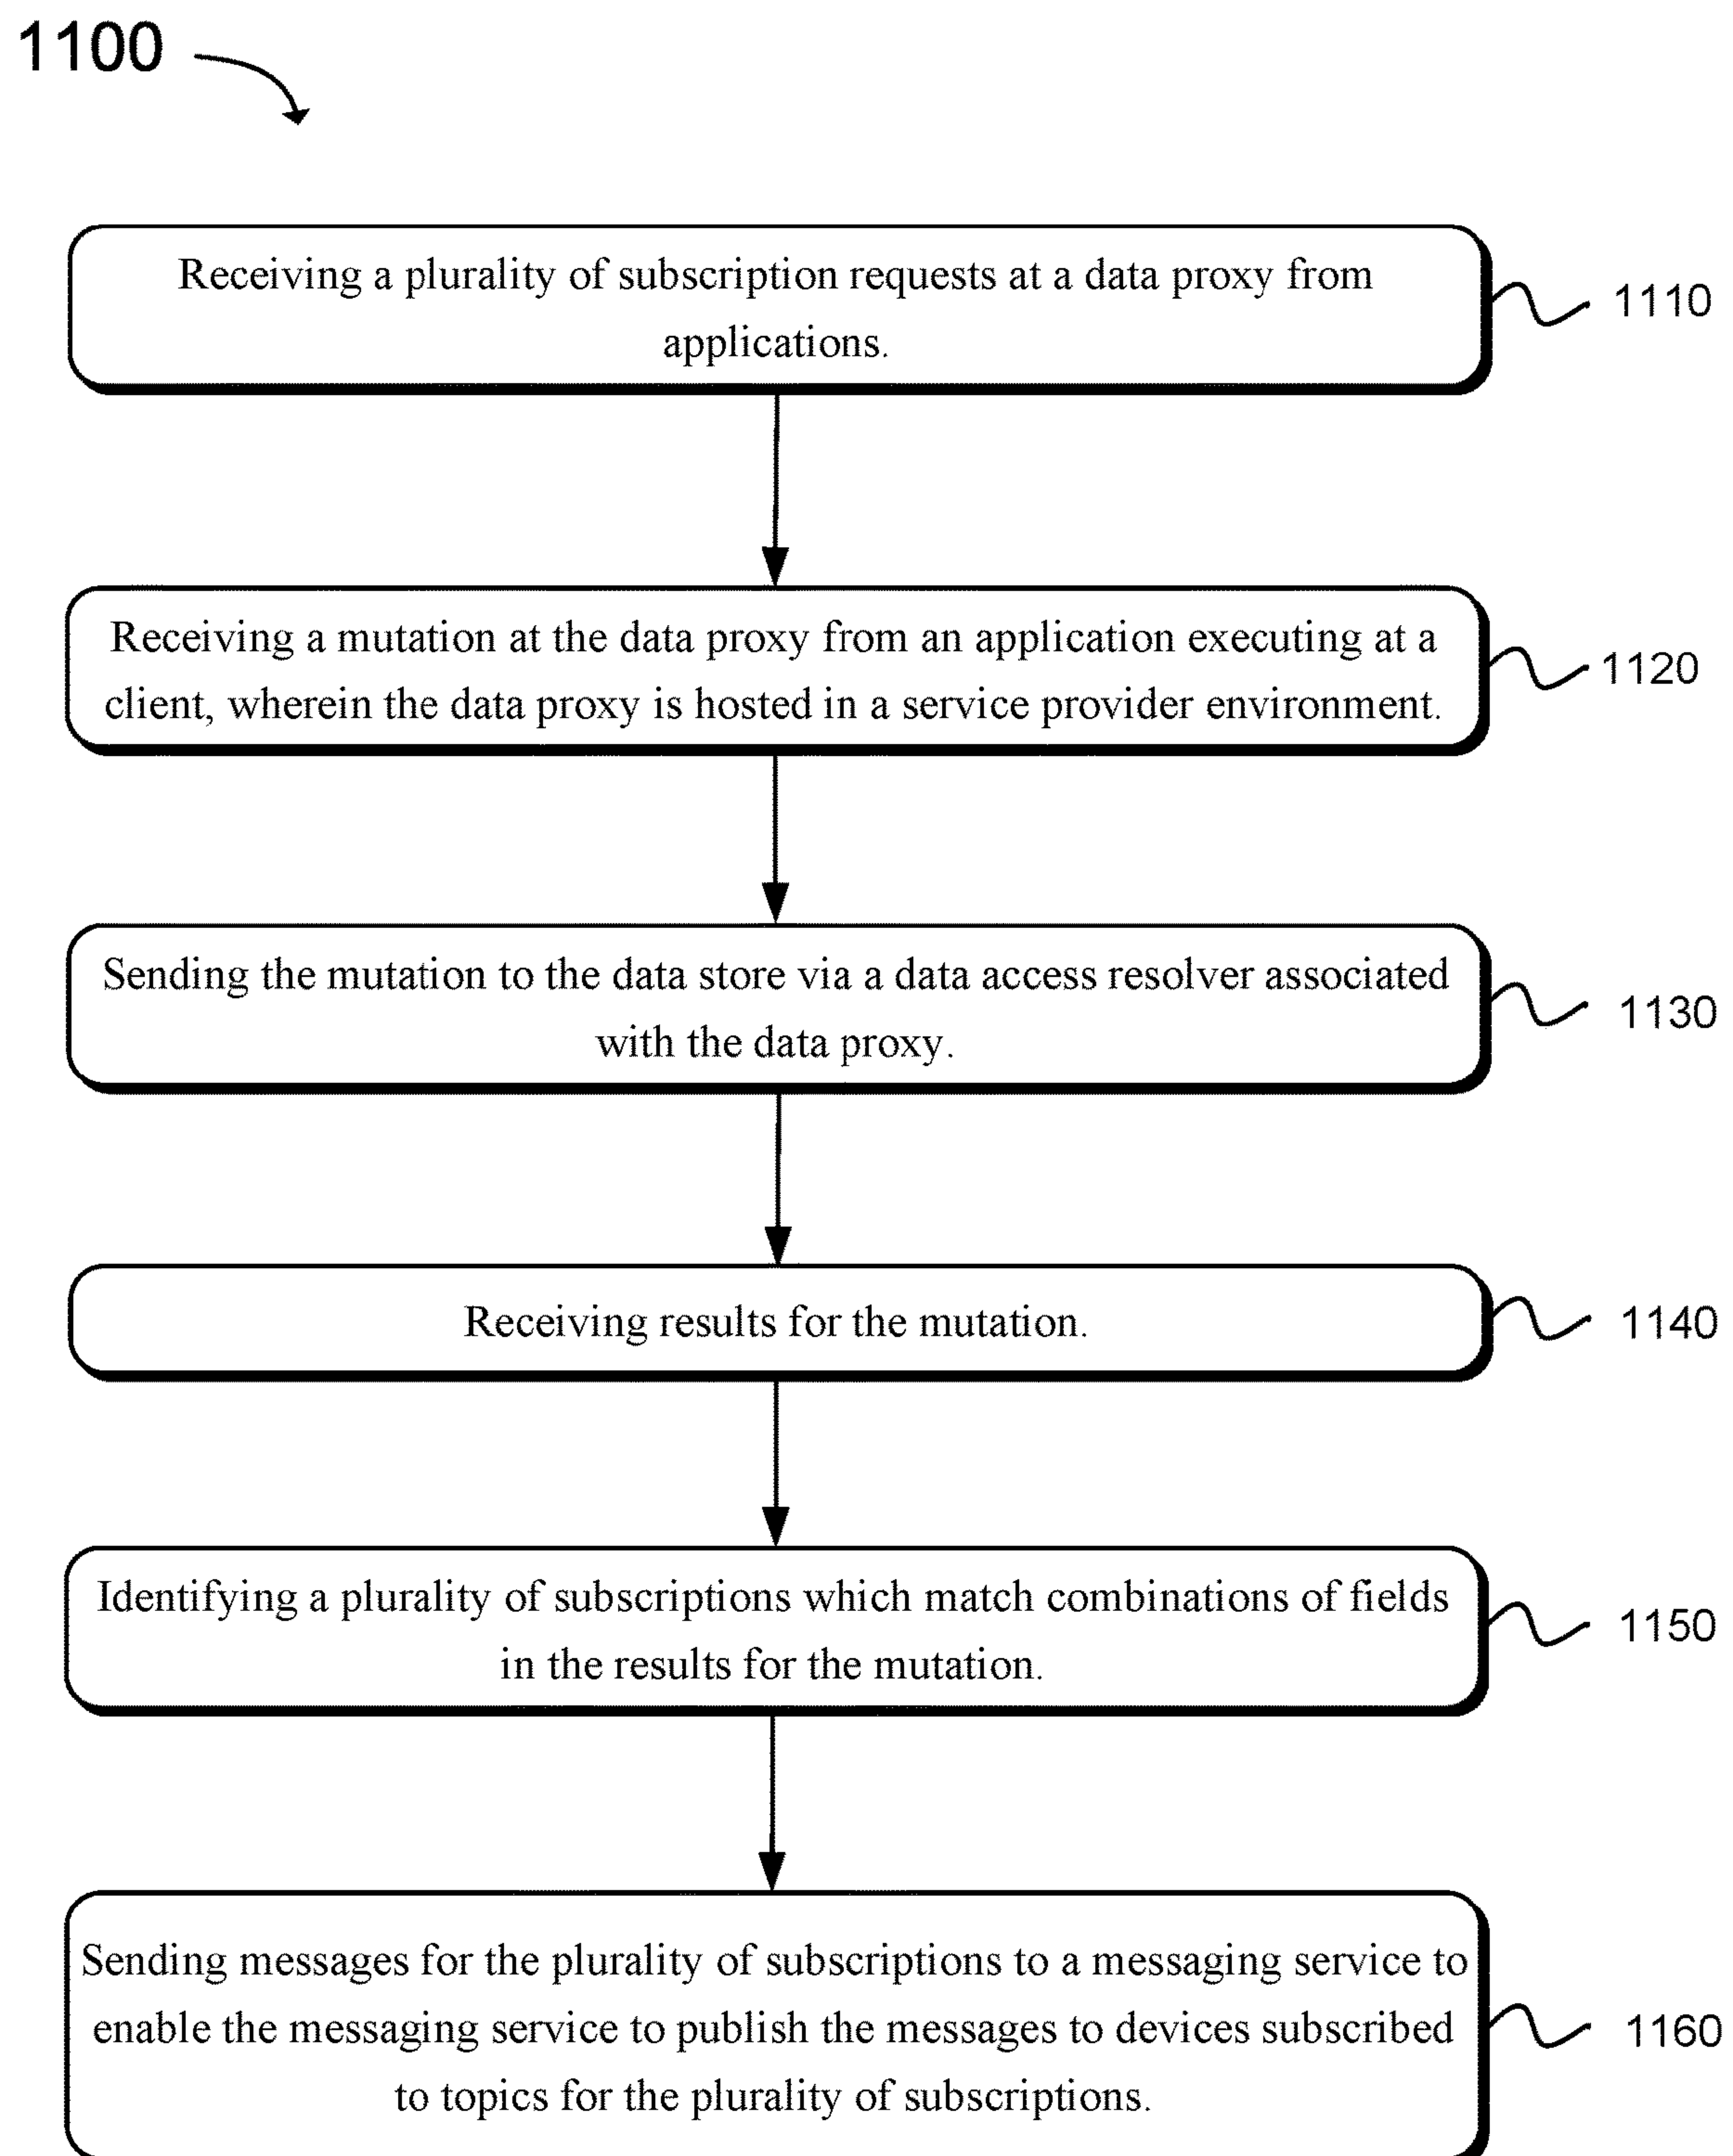 1100
Receiving a plurality of subscription requests at a data proxy from
applications.
1110
Receiving a mutation at the data proxy from an application executing at a
client, wherein the data proxy is hosted in a service provider environment.
1120
Sending the mutation to the data store via a data access resolver associated
with the data proxy.
1130
Receiving results for the mutation.
1140
Identifying a plurality of subscriptions which match combinations of fields
in the results for the mutation.
1150
Sending messages for the plurality of subscriptions to a messaging service to
enable the messaging service to publish the messages to devices subscribed
to topics for the plurality of subscriptions.
1160